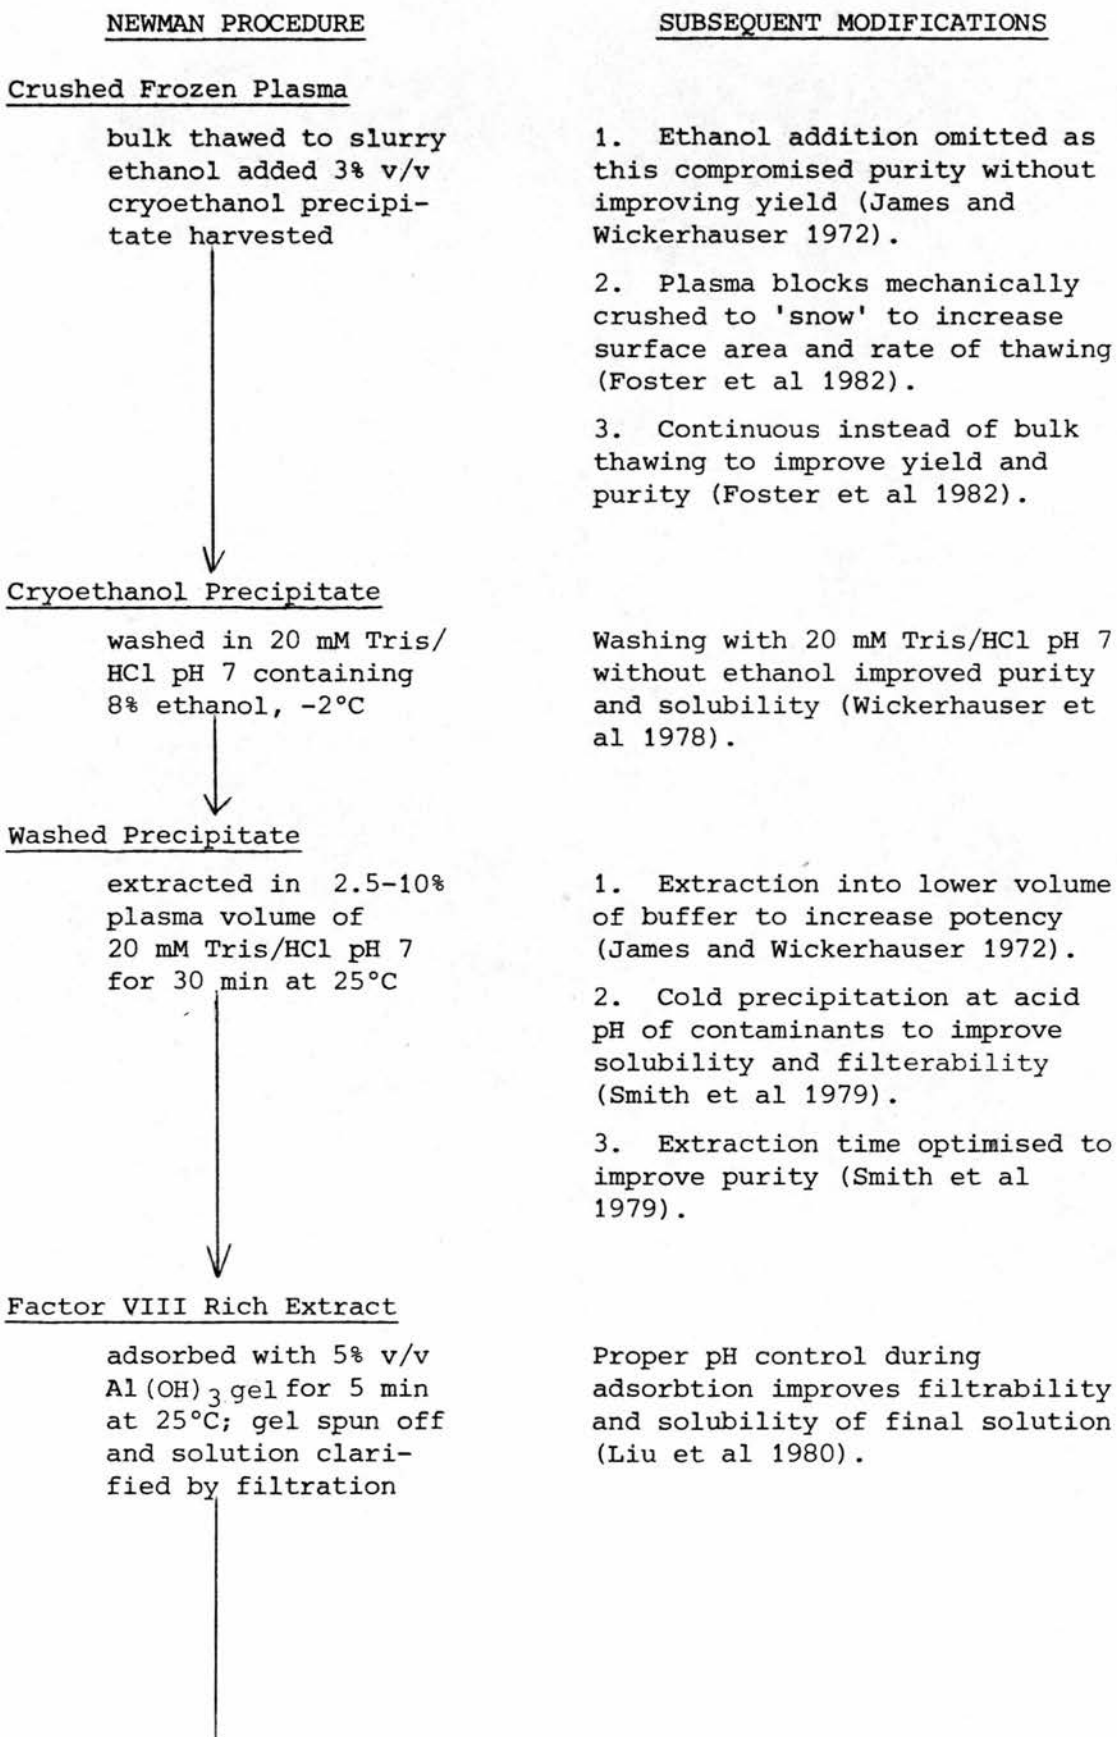 NEWMAN PROCEDURE
SUBSEQUENT MODIFICATIONS
Crushed Frozen Plasma
bulk thawed to slurry
ethanol added 3% v/v
cryoethanol precipi-
tate harvested
1. Ethanol addition omitted as
this compromised purity without
improving yield (James and
Wickerhauser 1972).
2. Plasma blocks mechanically
crushed to 'snow' to increase
surface area and rate of thawing
(Foster et al 1982).
3. Continuous instead of bulk
thawing to improve yield and
purity (Foster et al 1982).
Cryoethanol Precipitate
washed in 20 mM Tris/
HCl pH 7 containing
8% ethanol, -2°C
Washing with 20 mM Tris/HCl pH 7
without ethanol improved purity
and solubility (Wickerhauser et
al 1978).
Washed Precipitate
extracted in 2.5-10%
plasma volume of
20 mM Tris/HCl pH 7
for 30 min at 25°C
1. Extraction into lower volume
of buffer to increase potency
(James and Wickerhauser 1972).
2. Cold precipitation at acid
pH of contaminants to improve
solubility and filterability
(Smith et al 1979).
3. Extraction time optimised to
improve purity (Smith et al
1979).
Factor VIII Rich Extract
adsorbed with 5% v/v
Al(OH)3 gel for 5 min
at 25°C; gel spun off
and solution clari-
fied by filtration
Proper pH control during
adsorbtion improves filtrability
and solubility of final solution
(Liu et al 1980).